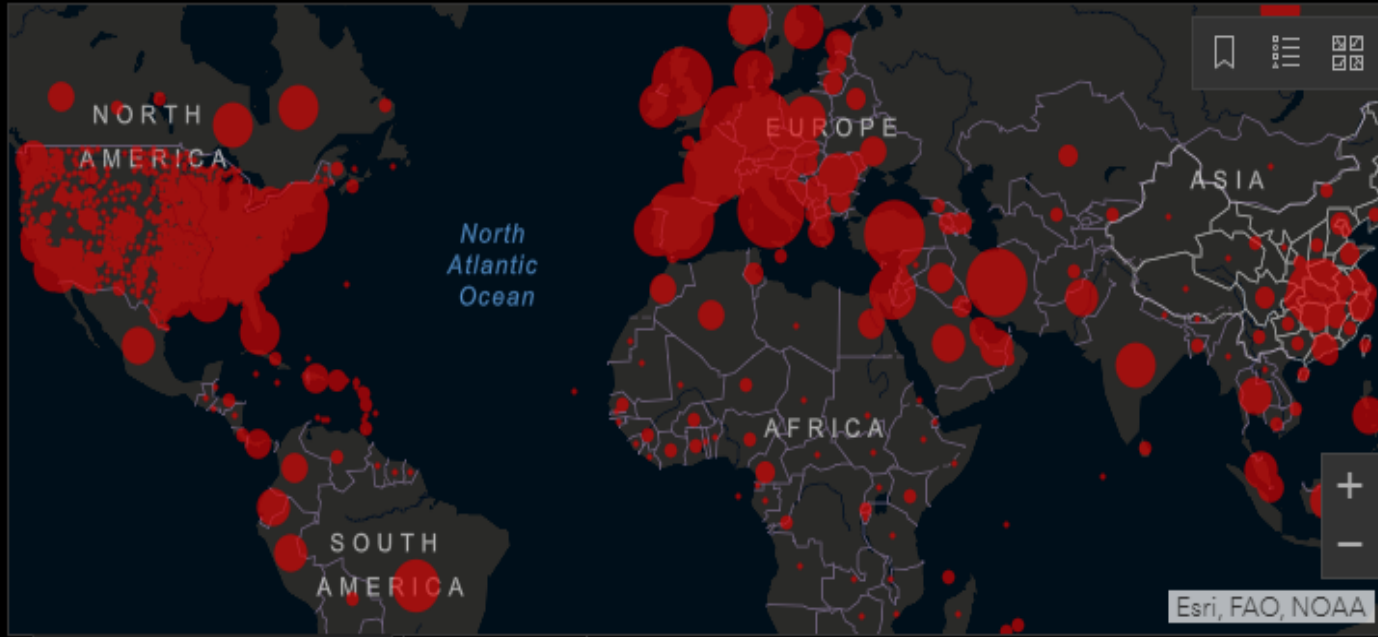 NORTH
AMERICA
EUROPE
ASIA
North
Atlantic
Ocean
AFRICA
SOUTH
AMERICA
+
−
Esri, FAO, NOAA